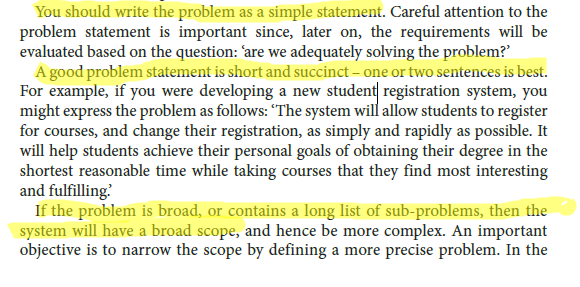 You should write the problem as a simple statement. Careful attention to the
problem statement is important since, later on, the requirements will be
evaluated based on the question: ‘are we adequately solving the problem?’
A good problem statement is short and succinct – one or two sentences is best.
For example, if you were developing a new student registration system, you
might express the problem as follows: ‘The system will allow students to register
for courses, and change their registration, as simply and rapidly as possible. It
will help students achieve their personal goals of obtaining their degree in the
shortest reasonable time while taking courses that they find most interesting
and fulfilling.’
If the problem is broad, or contains a long list of sub-problems, then the
system will have a broad scope, and hence be more complex. An important
objective is to narrow the scope by defining a more precise problem. In the